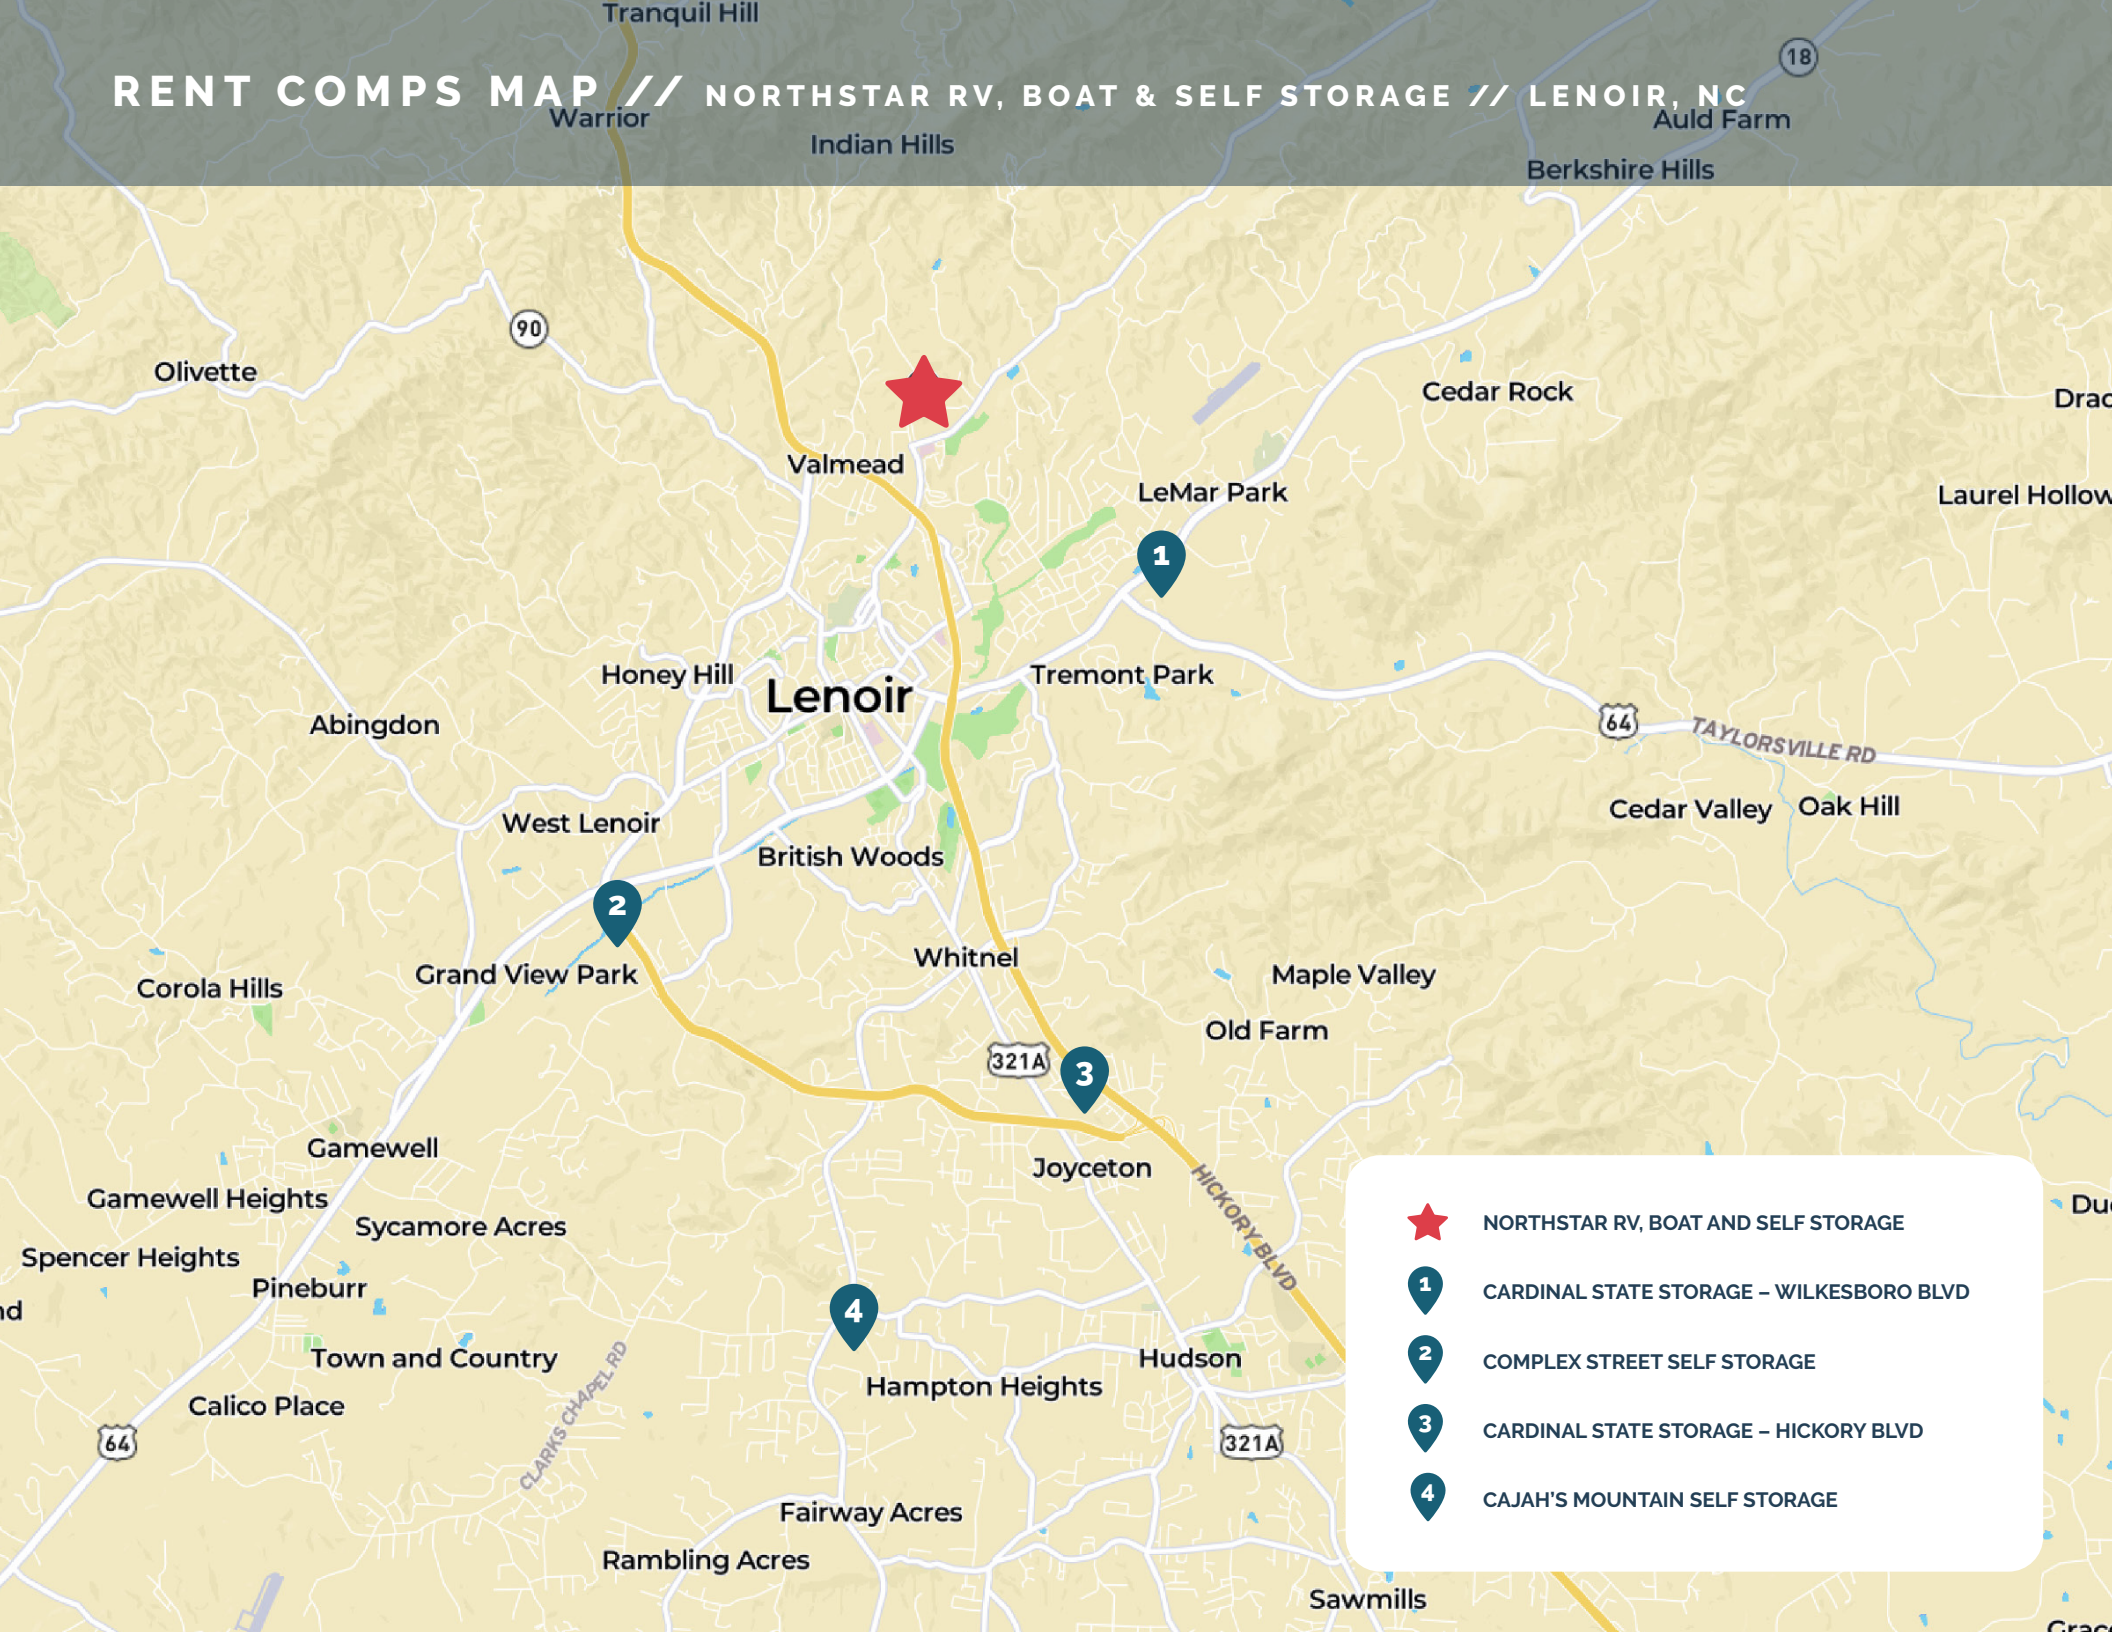 Tranquil Hill
18
RENT COMPS MAP // NORTHSTAR RV, BOAT & SELF STORAGE // LENOIR, NC
Warrior
Auld Farm
Indian Hills
Berkshire Hills
90
Olivette
Cedar Rock
Drac
Valmead
LeMar Park
Laurel Hollow
1
Honey Hill
Lenoir
Tremont Park
Abingdon
64
TAYLORSVILLE RD
Cedar Valley
Oak Hill
West Lenoir
British Woods
2
Whitnel
Grand View Park
Maple Valley
Corola Hills
Old Farm
321A
3
Gamewell
Joyceton
HICKORY BLVD
Gamewell Heights
Sycamore Acres
Spencer Heights
Pineburr
nd
4
Town and Country
CLARKS CHAPEL RD
Hudson
Hampton Heights
Calico Place
64
321A
Fairway Acres
Rambling Acres
Sawmills
Du
Grac
NORTHSTAR RV, BOAT AND SELF STORAGE
1 CARDINAL STATE STORAGE – WILKESBORO BLVD
2 COMPLEX STREET SELF STORAGE
3 CARDINAL STATE STORAGE – HICKORY BLVD
4 CAJAH'S MOUNTAIN SELF STORAGE